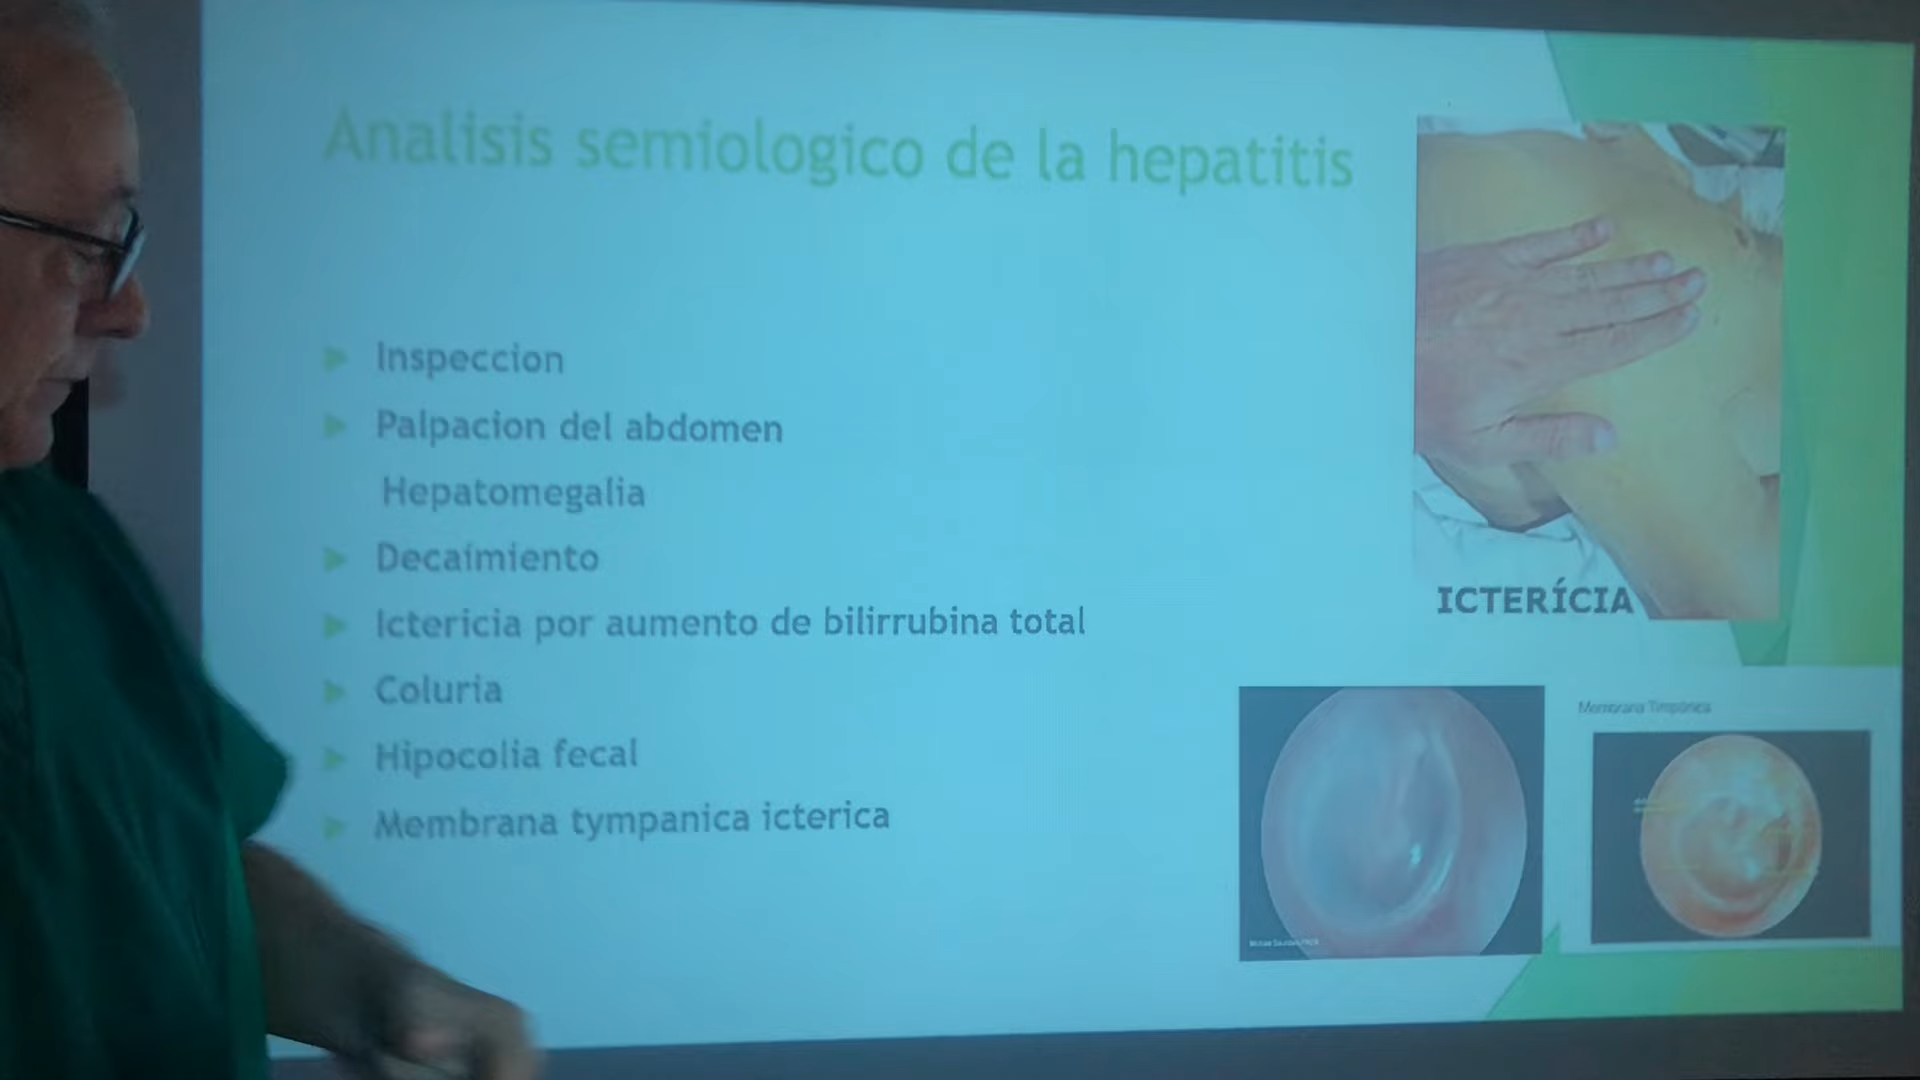 Analisis semiologico de la hepatitis
Inspeccion
Palpacion del abdomen
Hepatomegalia
Decaimiento
Ictericia por aumento de bilirrubina total
Coluria
Hipocolia fecal
Membrana tympanica icterica
ICTERÍCIA
Membrana Timpânica